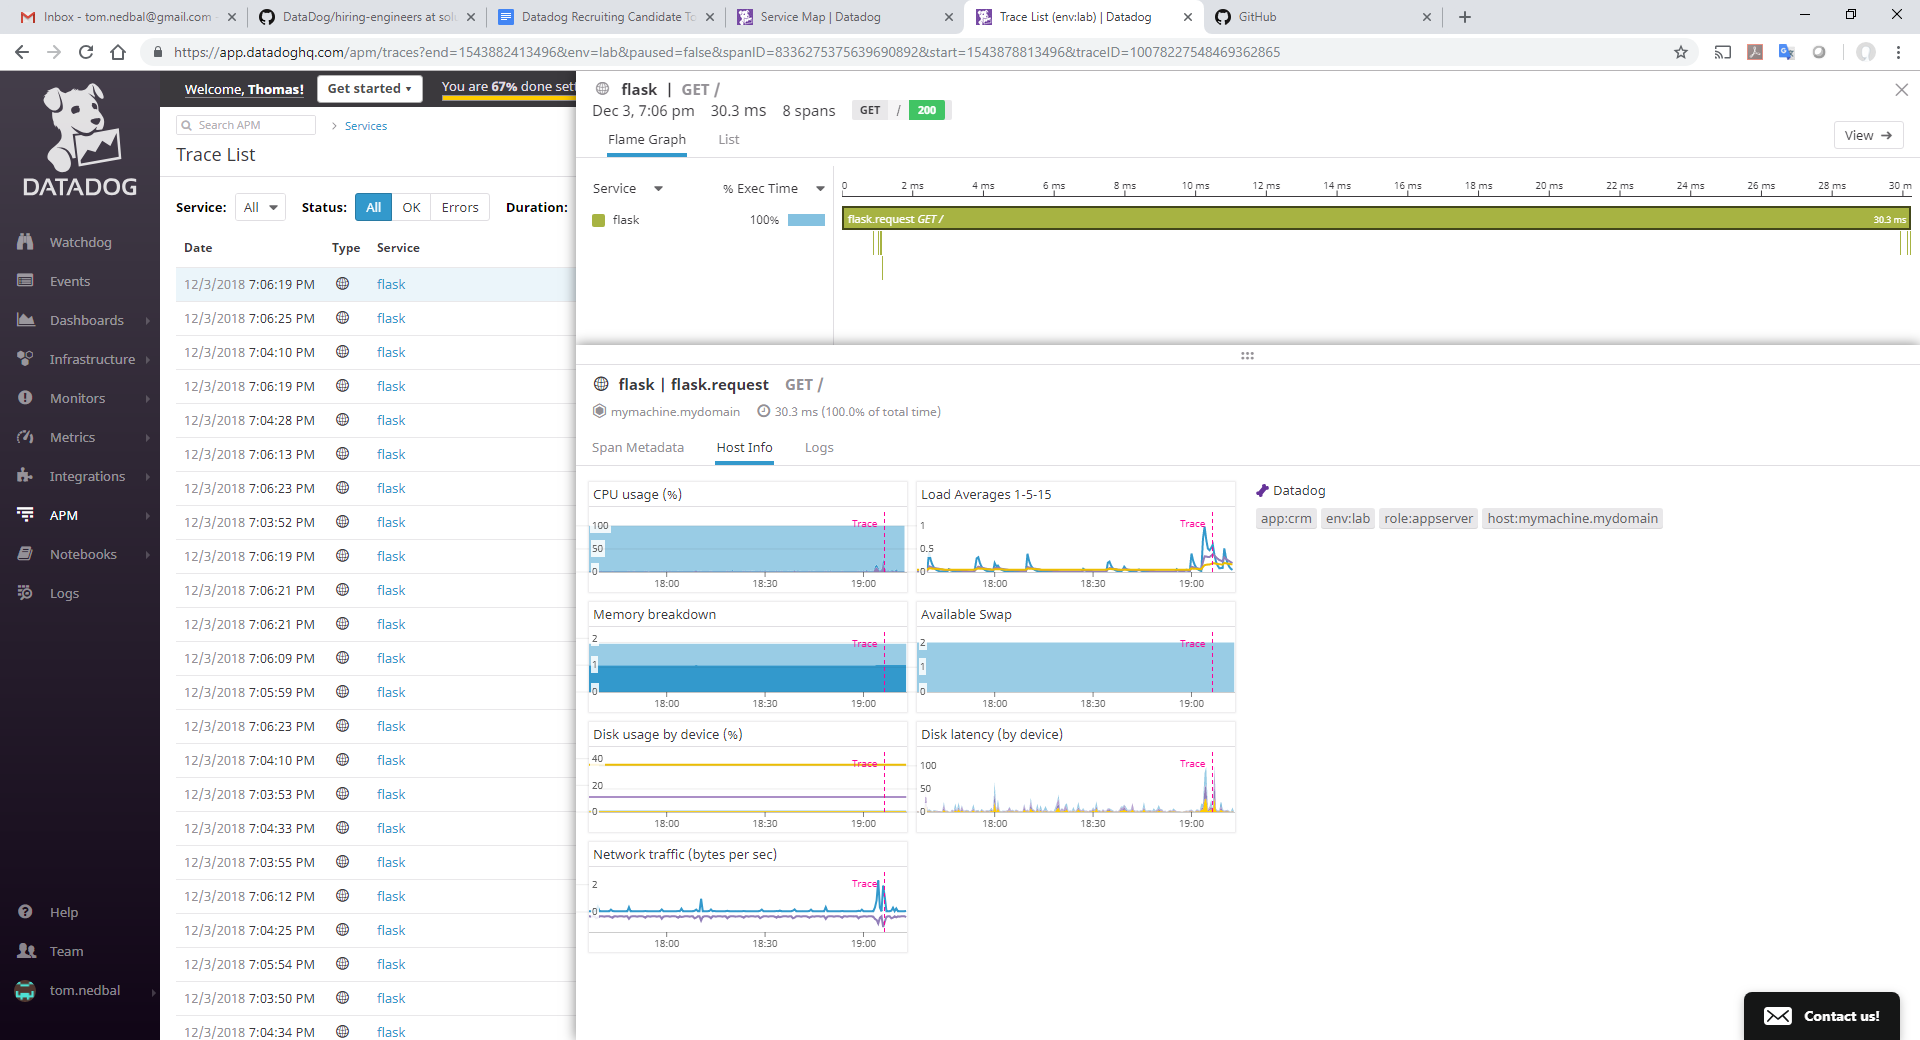 Inbox - tom.nedbal@gmail.com
DataDog/hiring-engineers at sol
Datadog Recruiting Candidate To
Service Map | Datadog
Trace List (env:lab) | Datadog
GitHub
https://app.datadoghq.com/apm/traces?end=1543882413496&env=lab&paused=false&spanID=8336275375639690892&start=1543878813496&traceID=10078227548469362865
DATADOG
Watchdog
Events
Dashboards
Infrastructure
Monitors
Metrics
Integrations
APM
Notebooks
Logs
Help
Team
tom.nedbal
Welcome, Thomas!
Get started
You are 67% done sett
Search APM
Services
Trace List
Service: All Status: All OK Errors Duration:
Date Type Service
12/3/2018 7:06:19 PM flask
12/3/2018 7:06:25 PM flask
12/3/2018 7:04:10 PM flask
12/3/2018 7:06:19 PM flask
12/3/2018 7:04:28 PM flask
12/3/2018 7:06:13 PM flask
12/3/2018 7:06:23 PM flask
12/3/2018 7:03:52 PM flask
12/3/2018 7:06:19 PM flask
12/3/2018 7:06:21 PM flask
12/3/2018 7:06:21 PM flask
12/3/2018 7:06:09 PM flask
12/3/2018 7:05:59 PM flask
12/3/2018 7:06:23 PM flask
12/3/2018 7:04:10 PM flask
12/3/2018 7:03:53 PM flask
12/3/2018 7:04:33 PM flask
12/3/2018 7:03:55 PM flask
12/3/2018 7:06:12 PM flask
12/3/2018 7:04:25 PM flask
12/3/2018 7:05:54 PM flask
12/3/2018 7:03:50 PM flask
12/3/2018 7:04:34 PM flask
flask | GET /
Dec 3, 7:06 pm 30.3 ms 8 spans GET / 200
Flame Graph List
View →
Service % Exec Time
flask 100%
0 2 ms 4 ms 6 ms 8 ms 10 ms 12 ms 14 ms 16 ms 18 ms 20 ms 22 ms 24 ms 26 ms 28 ms 30 m
flask.request GET / 30.3 ms
flask | flask.request GET /
mymachine.mydomain 30.3 ms (100.0% of total time)
Span Metadata Host Info Logs
CPU usage (%)
Trace
100
50
0
18:00 18:30 19:00
Load Averages 1-5-15
Trace
1
0.5
0
18:00 18:30 19:00
Memory breakdown
Trace
2
1
0
18:00 18:30 19:00
Available Swap
Trace
2
1
0
18:00 18:30 19:00
Disk usage by device (%)
Trace
40
20
0
18:00 18:30 19:00
Disk latency (by device)
Trace
100
50
0
18:00 18:30 19:00
Network traffic (bytes per sec)
Trace
2
0
18:00 18:30 19:00
Datadog
app:crm env:lab role:appserver host:mymachine.mydomain
Contact us!